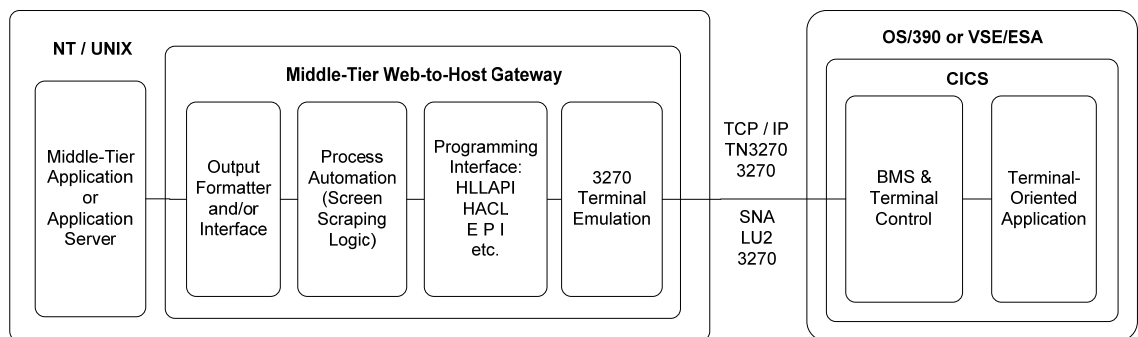 NT / UNIX
Middle-Tier
Application
or
Application
Server
Middle-Tier Web-to-Host Gateway
Output
Formatter
and/or
Interface
Process
Automation
(Screen
Scraping
Logic)
Programming
Interface:
HLLAPI
HACL
E P I
etc.
3270
Terminal
Emulation
TCP / IP
TN3270
3270
SNA
LU2
3270
OS/390 or VSE/ESA
CICS
BMS &
Terminal
Control
Terminal-
Oriented
Application